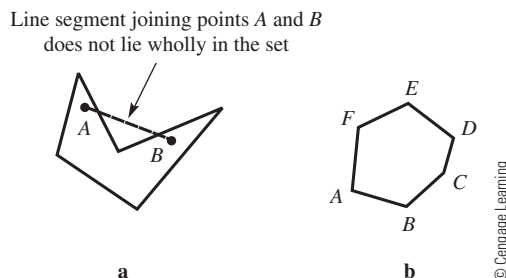 Line segment joining points A and B
does not lie wholly in the set
A
B
a
E
F
D
A
C
B
b
© Cengage Learning